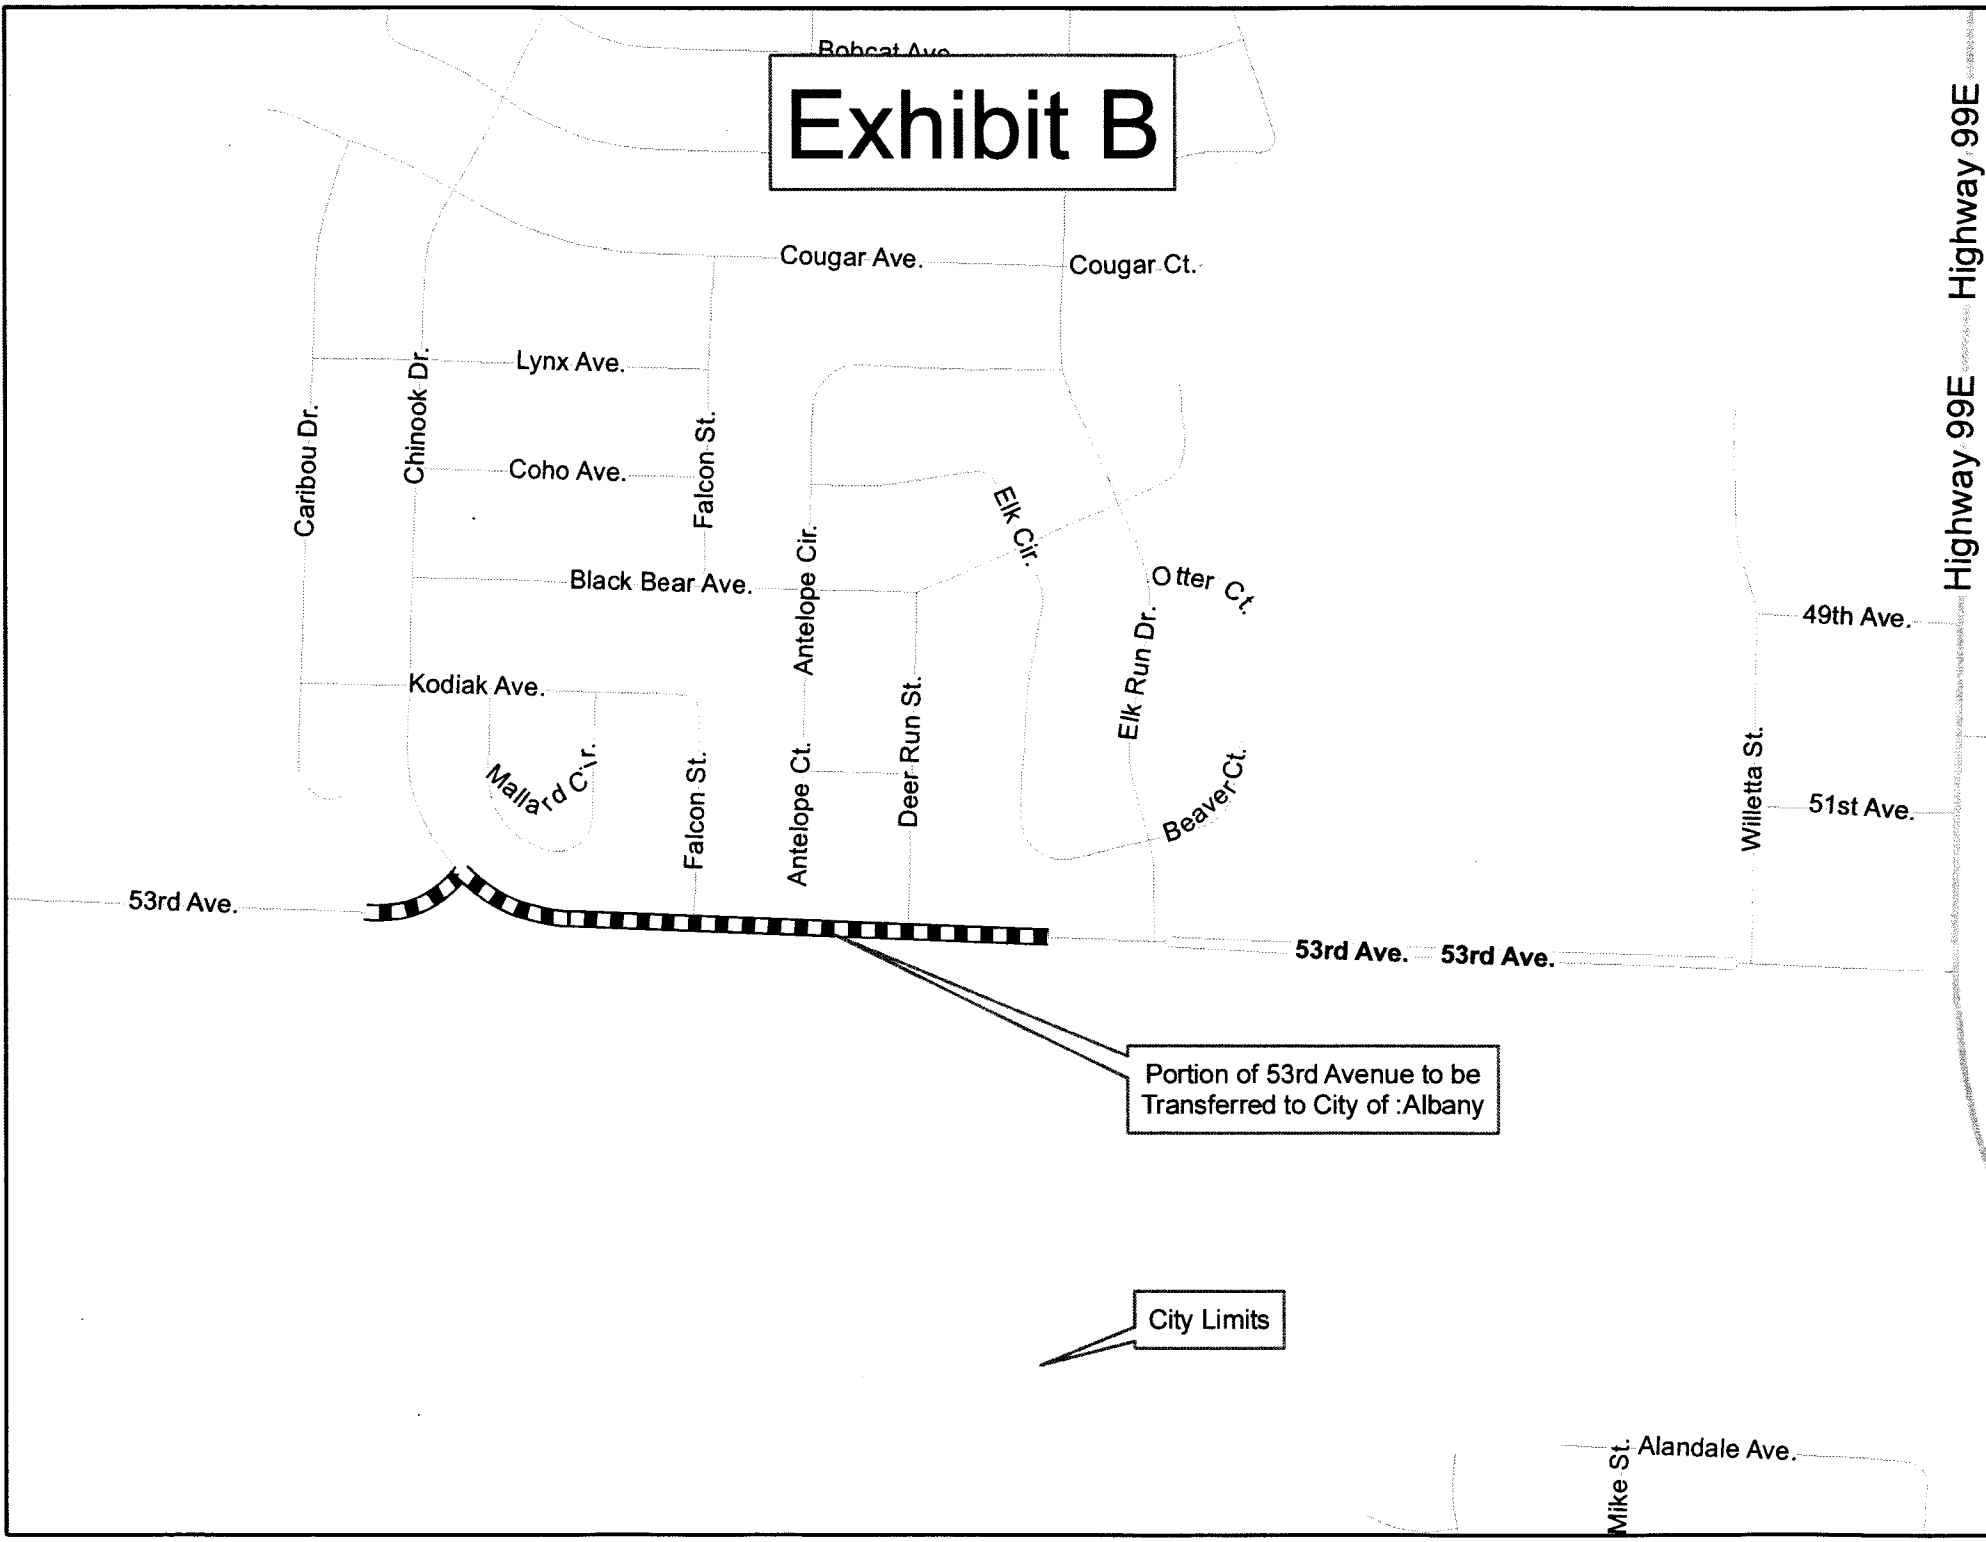 Bobcat Ave
Exhibit B
Highway 99E
Cougar Ave.
Cougar Ct.
Lynx Ave.
Chinook Dr.
Caribou Dr.
Falcon St.
Highway 99E
Coho Ave.
Elk Cir.
Antelope Cir.
Black Bear Ave.
Otter Ct.
49th Ave.
Elk Run Dr.
Kodiak Ave.
Deer Run St.
Mallard Cir.
Falcon St.
Antelope Ct.
Beaver Ct.
Willetta St.
51st Ave.
53rd Ave.
53rd Ave.
53rd Ave.
Portion of 53rd Avenue to be
Transferred to City of :Albany
City Limits
Alandale Ave.
Mike St.